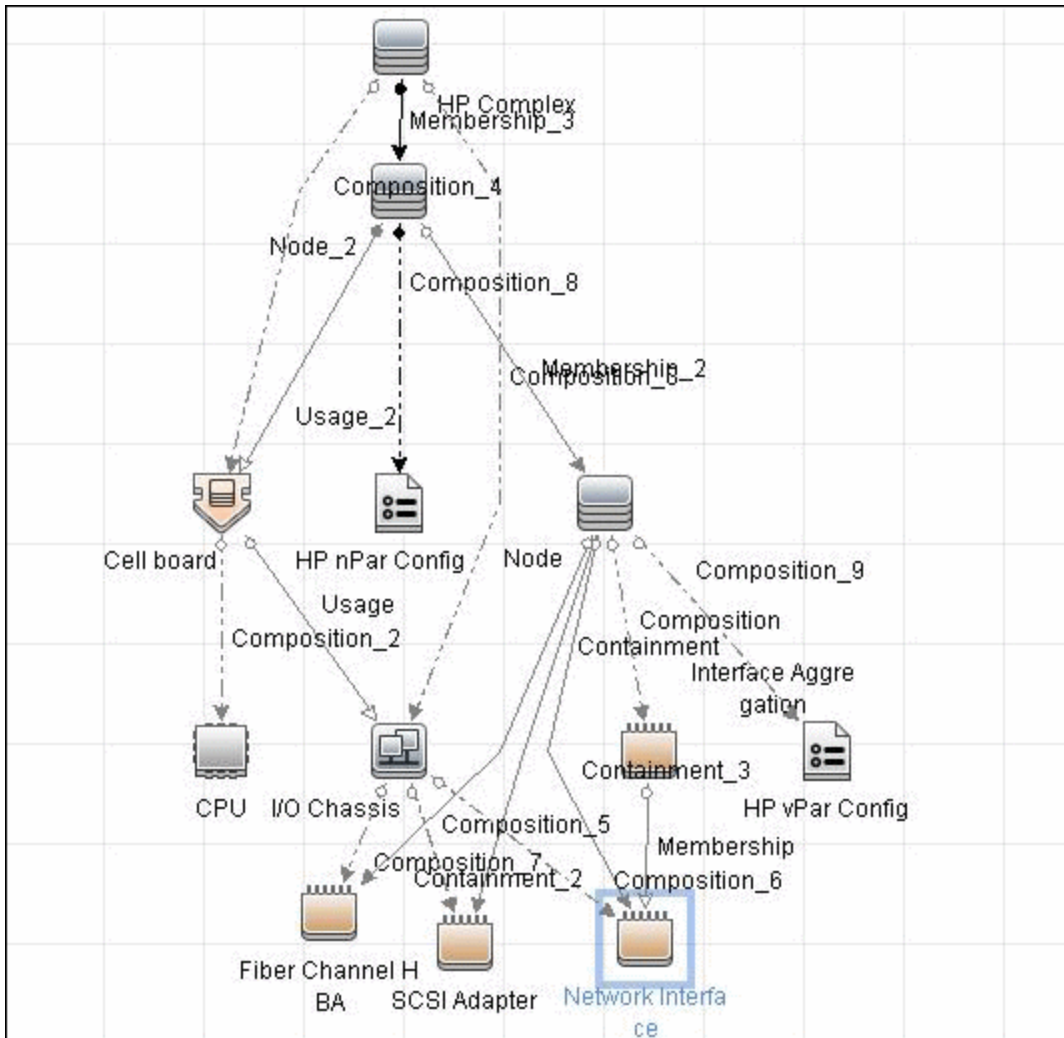 HP Complex
Membership_3
Composition_4
Node_2
Composition_8
Membership_2
Composition_3
Usage_2
Cell board
HP nPar Config
Node
Composition_9
Usage
Composition
Composition_2
Containment
Interface Aggre
gation
Containment_3
CPU
I/O Chassis
HP vPar Config
Composition_5
Membership
Composition_7
Containment_2
Composition_6
Fiber Channel H
BA
SCSI Adapter
Network Interfa
ce